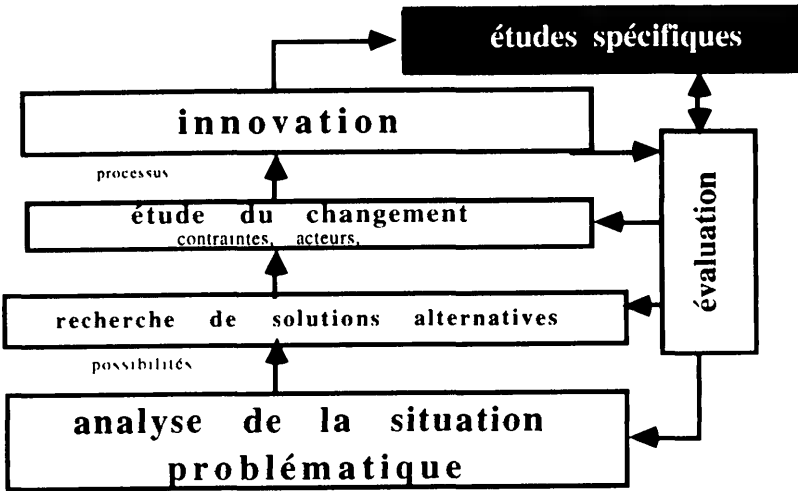 études spécifiques
innovation
processus
étude du changement
contraintes, acteurs,
évaluation
recherche de solutions alternatives
possibilités
analyse de la situation
problématique